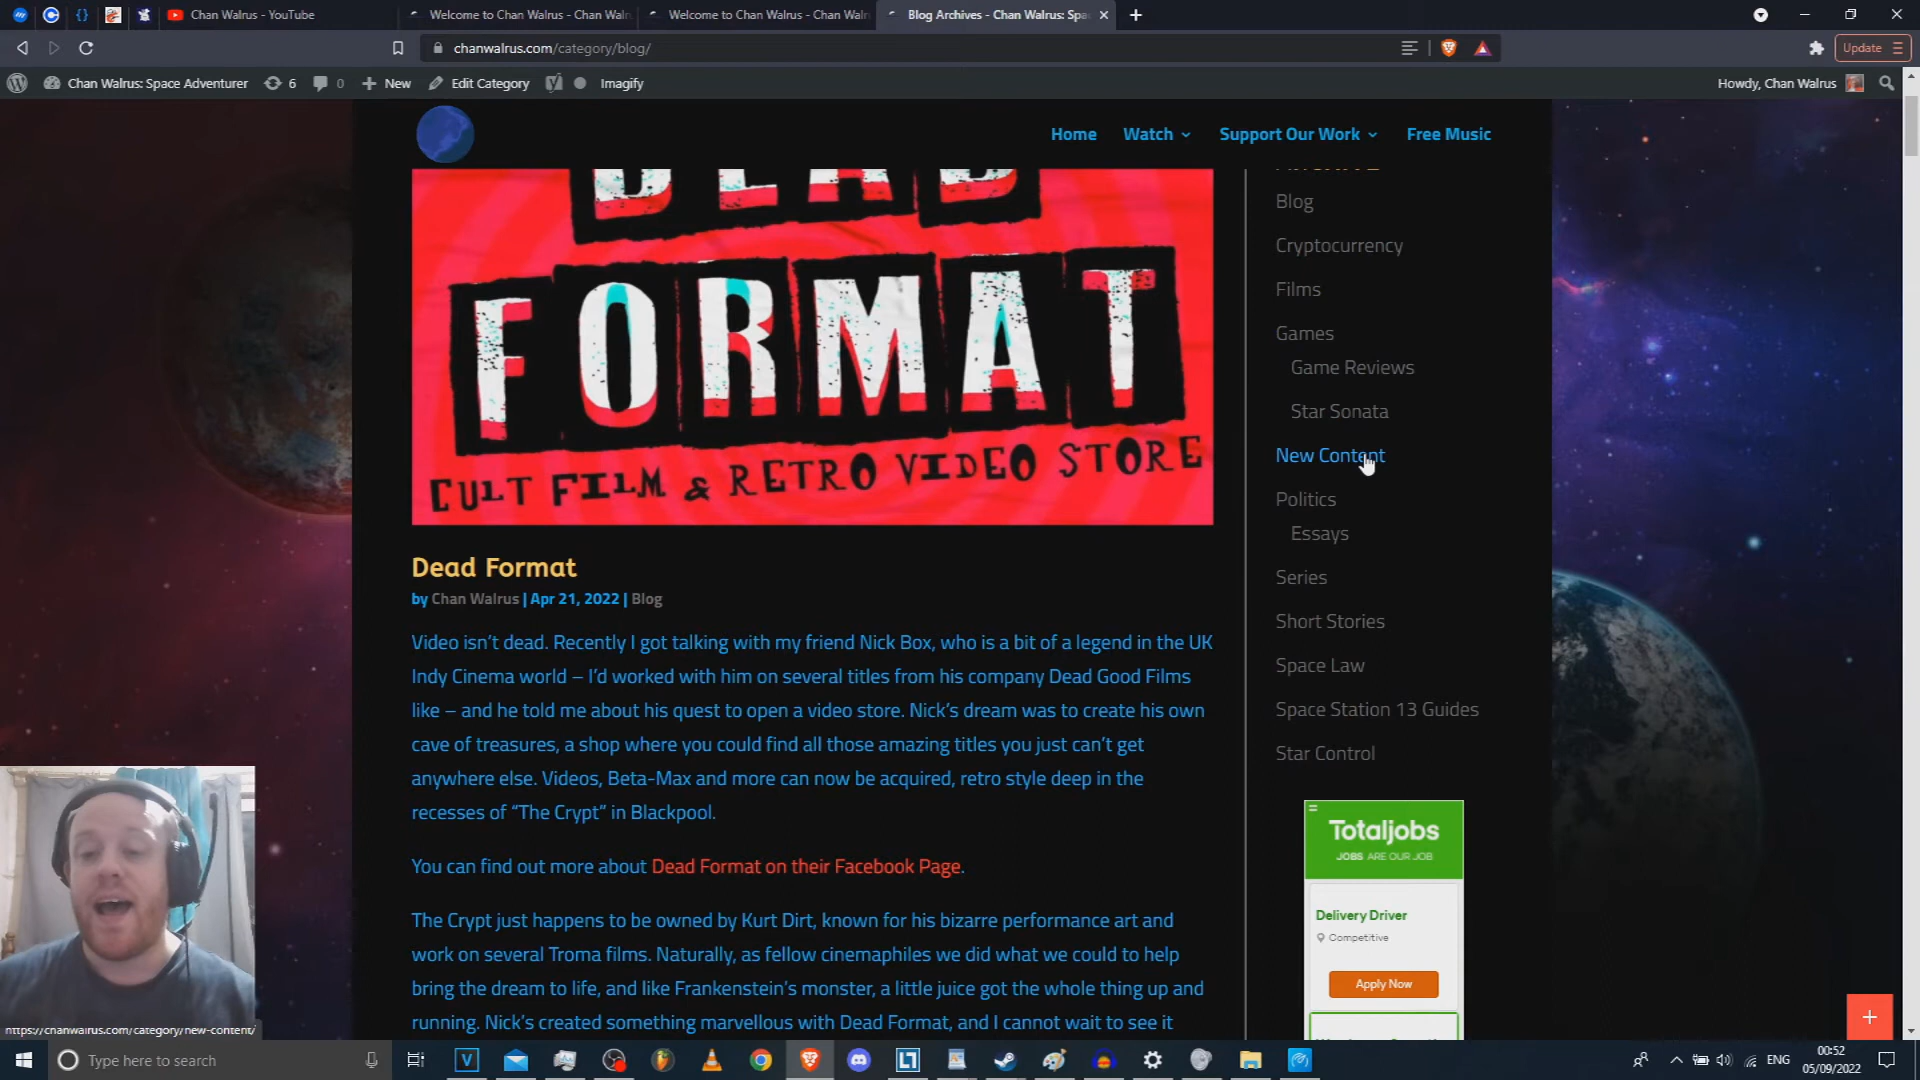 Chan Walrus - YouTube
Welcome to Chan Walrus - Chan Walr
Welcome to Chan Walrus - Chan Walr
Blog Archives - Chan Walrus: Spa
chanwalrus.com/category/blog/
Update
Chan Walrus: Space Adventurer
6
0
New
Edit Category
Imagify
Howdy, Chan Walrus
Home
Watch
Support Our Work
Free Music
DEAD
FORMAT
CULT FILM & RETRO VIDEO STORE
Dead Format
by Chan Walrus | Apr 21, 2022 | Blog
Video isn’t dead. Recently I got talking with my friend Nick Box, who is a bit of a legend in the UK
Indy Cinema world – I’d worked with him on several titles from his company Dead Good Films
like – and he told me about his quest to open a video store. Nick’s dream was to create his own
cave of treasures, a shop where you could find all those amazing titles you just can’t get
anywhere else. Videos, Beta-Max and more can now be acquired, retro style deep in the
recesses of “The Crypt” in Blackpool.
You can find out more about Dead Format on their Facebook Page.
The Crypt just happens to be owned by Kurt Dirt, known for his bizarre performance art and
work on several Troma films. Naturally, as fellow cinemaphiles we did what we could to help
bring the dream to life, and like Frankenstein’s monster, a little juice got the whole thing up and
running. Nick’s created something marvellous with Dead Format, and I cannot wait to see it
Blog
Cryptocurrency
Films
Games
Game Reviews
Star Sonata
New Content
Politics
Essays
Series
Short Stories
Space Law
Space Station 13 Guides
Star Control
Totaljobs
JOBS ARE OUR JOB
Delivery Driver
Competitive
Apply Now
https://chanwalrus.com/category/new-content/
Type here to search
ENG
00:52
05/09/2022